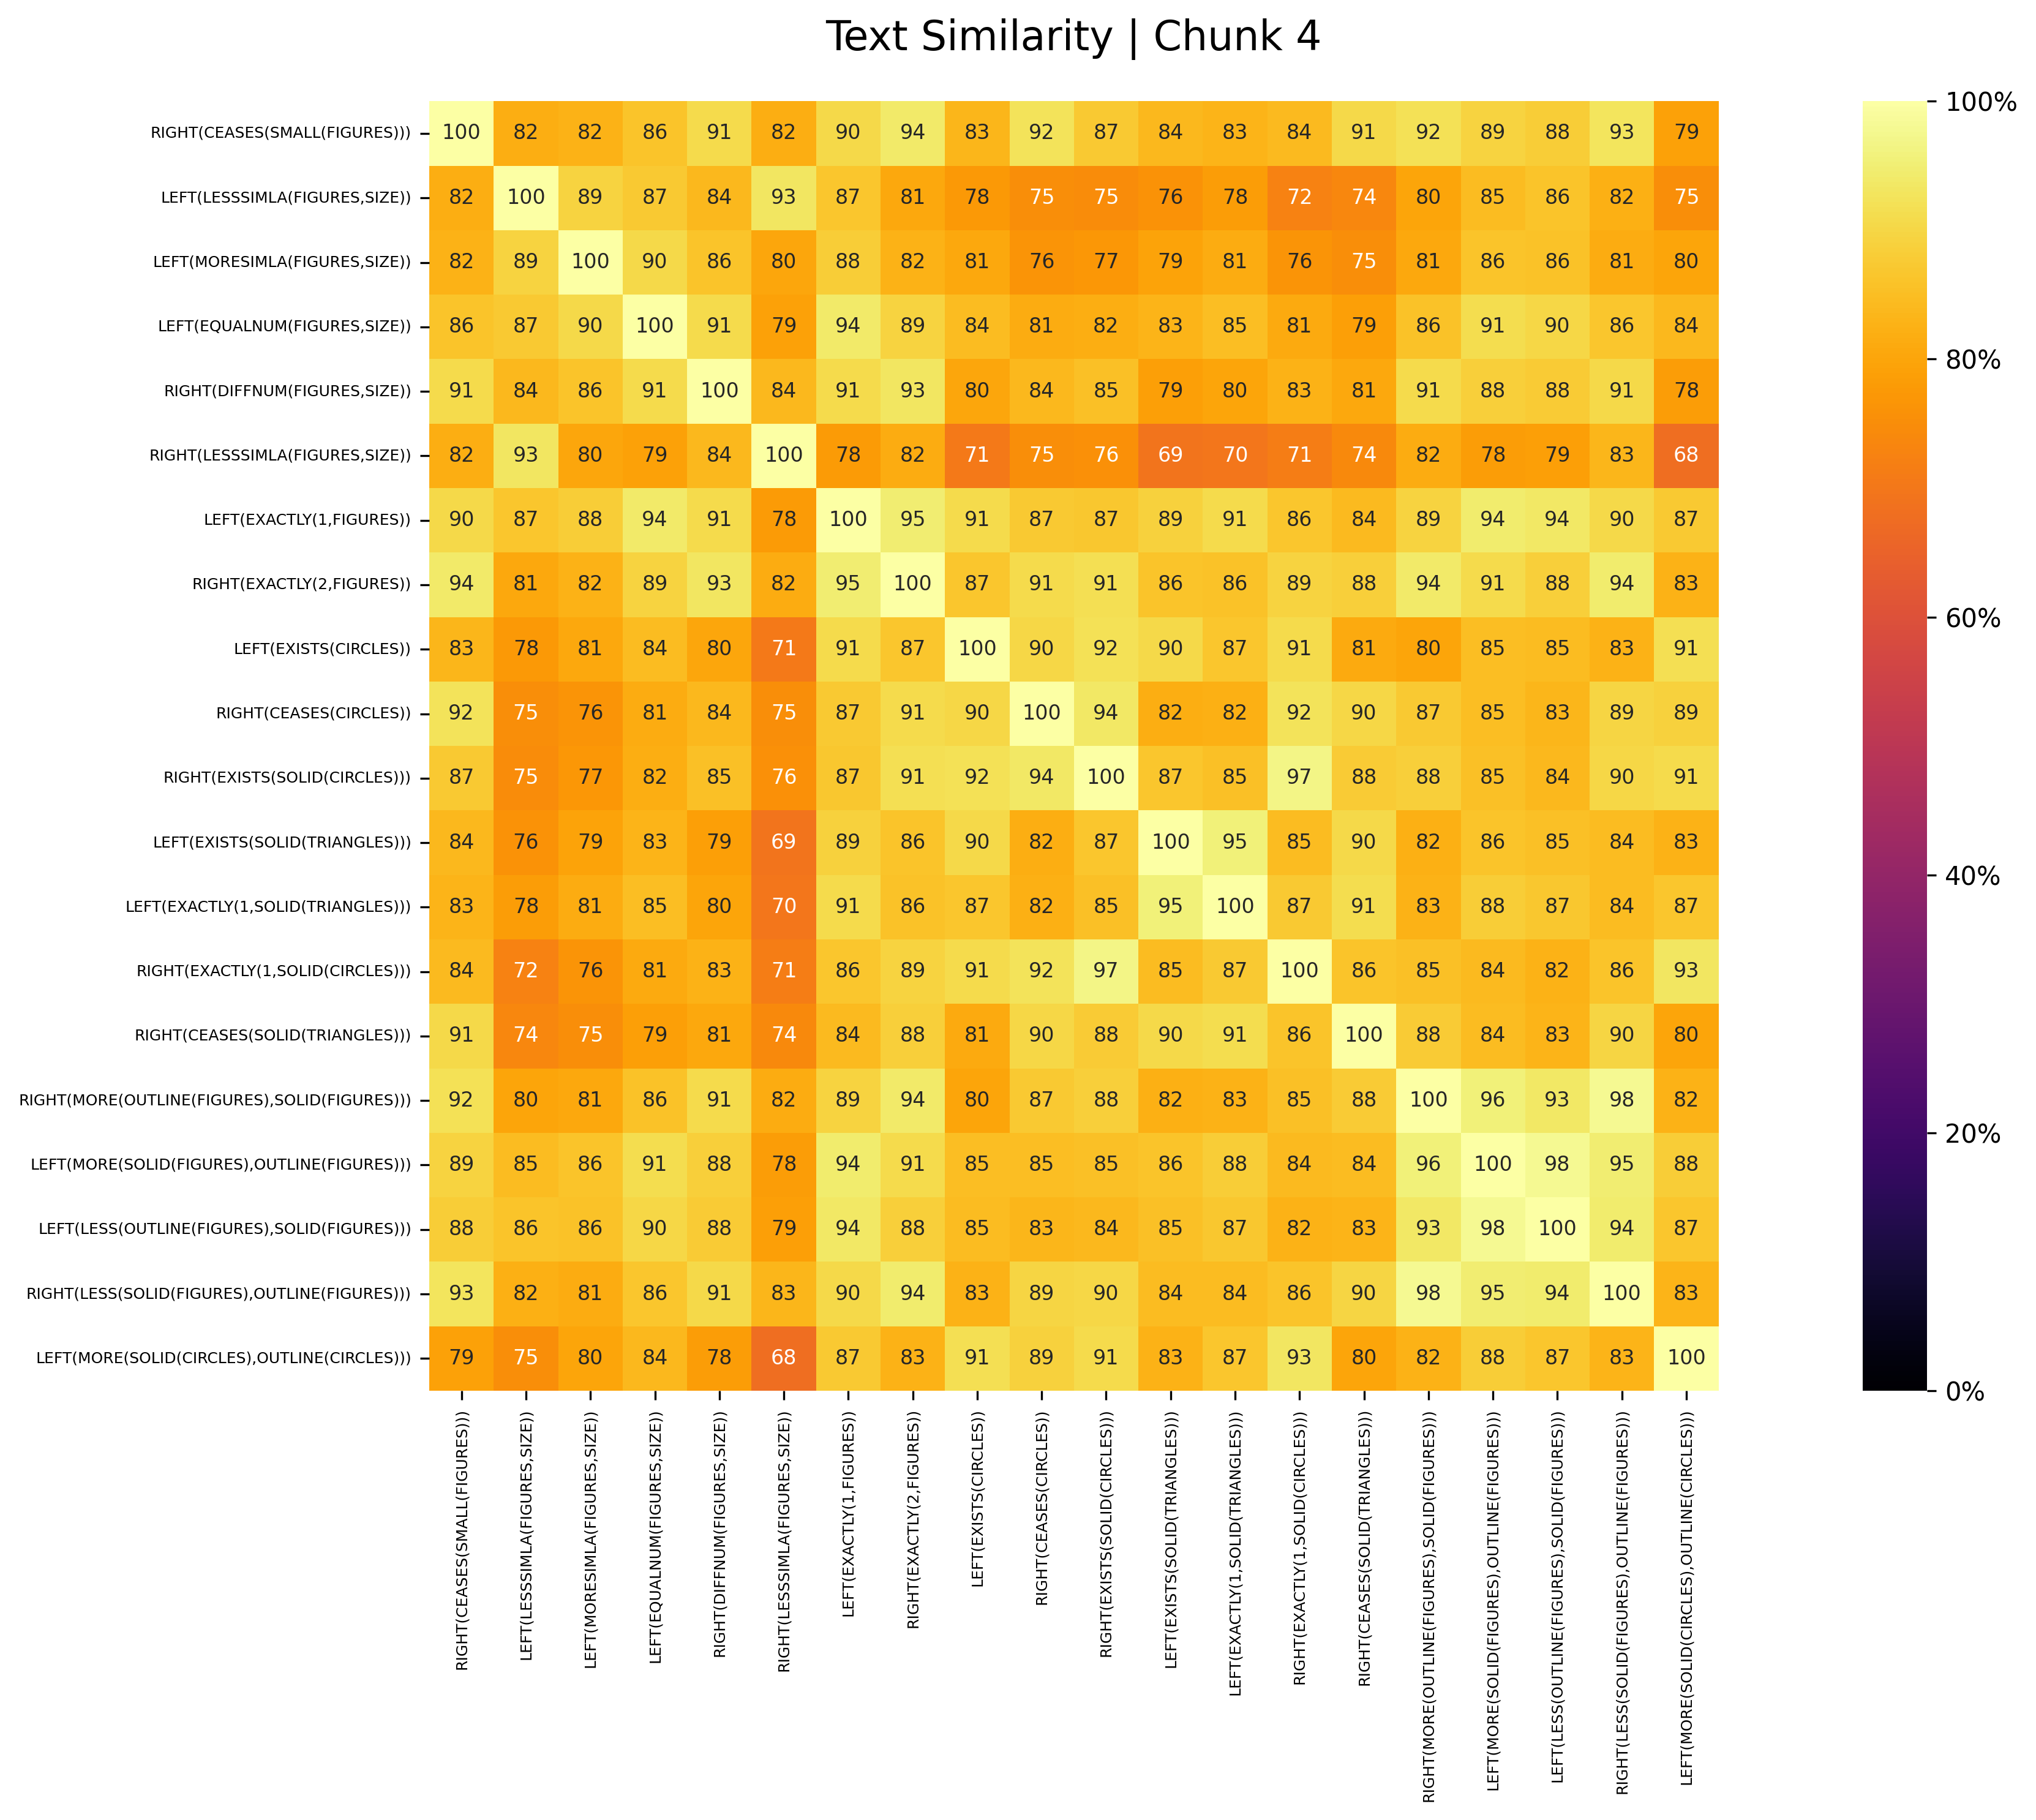 Text Similarity | Chunk 4
RIGHT(CEASES(SMALL(FIGURES))) 100 82 82 86 91 82 90 94 83 92 87 84 83 84 91 92 89 88 93 79
LEFT(LESSSIMLA(FIGURES,SIZE)) 82 100 89 87 84 93 87 81 78 75 75 76 78 72 74 80 85 86 82 75
LEFT(MORESIMLA(FIGURES,SIZE)) 82 89 100 90 86 80 88 82 81 76 77 79 81 76 75 81 86 86 81 80
LEFT(EQUALNUM(FIGURES,SIZE)) 86 87 90 100 91 79 94 89 84 81 82 83 85 81 79 86 91 90 86 84
RIGHT(DIFFNUM(FIGURES,SIZE)) 91 84 86 91 100 84 91 93 80 84 85 79 80 83 81 91 88 88 91 78
RIGHT(LESSSIMLA(FIGURES,SIZE)) 82 93 80 79 84 100 78 82 71 75 76 69 70 71 74 82 78 79 83 68
LEFT(EXACTLY(1,FIGURES)) 90 87 88 94 91 78 100 95 91 87 87 89 91 86 84 89 94 94 90 87
RIGHT(EXACTLY(2,FIGURES)) 94 81 82 89 93 82 95 100 87 91 91 86 86 89 88 94 91 88 94 83
LEFT(EXISTS(CIRCLES)) 83 78 81 84 80 71 91 87 100 90 92 90 87 91 81 80 85 85 83 91
RIGHT(CEASES(CIRCLES)) 92 75 76 81 84 75 87 91 90 100 94 82 82 92 90 87 85 83 89 89
RIGHT(EXISTS(SOLID(CIRCLES))) 87 75 77 82 85 76 87 91 92 94 100 87 85 97 88 88 85 84 90 91
LEFT(EXISTS(SOLID(TRIANGLES))) 84 76 79 83 79 69 89 86 90 82 87 100 95 85 90 82 86 85 84 83
LEFT(EXACTLY(1,SOLID(TRIANGLES))) 83 78 81 85 80 70 91 86 87 82 85 95 100 87 91 83 88 87 84 87
RIGHT(EXACTLY(1,SOLID(CIRCLES))) 84 72 76 81 83 71 86 89 91 92 97 85 87 100 86 85 84 82 86 93
RIGHT(CEASES(SOLID(TRIANGLES))) 91 74 75 79 81 74 84 88 81 90 88 90 91 86 100 88 84 83 90 80
RIGHT(MORE(OUTLINE(FIGURES),SOLID(FIGURES))) 92 80 81 86 91 82 89 94 80 87 88 82 83 85 88 100 96 93 98 82
LEFT(MORE(SOLID(FIGURES),OUTLINE(FIGURES))) 89 85 86 91 88 78 94 91 85 85 85 86 88 84 84 96 100 98 95 88
LEFT(LESS(OUTLINE(FIGURES),SOLID(FIGURES))) 88 86 86 90 88 79 94 88 85 83 84 85 87 82 83 93 98 100 94 87
RIGHT(LESS(SOLID(FIGURES),OUTLINE(FIGURES))) 93 82 81 86 91 83 90 94 83 89 90 84 84 86 90 98 95 94 100 83
LEFT(MORE(SOLID(CIRCLES),OUTLINE(CIRCLES))) 79 75 80 84 78 68 87 83 91 89 91 83 87 93 80 82 88 87 83 100
RIGHT(CEASES(SMALL(FIGURES)))
LEFT(LESSSIMLA(FIGURES,SIZE))
LEFT(MORESIMLA(FIGURES,SIZE))
LEFT(EQUALNUM(FIGURES,SIZE))
RIGHT(DIFFNUM(FIGURES,SIZE))
RIGHT(LESSSIMLA(FIGURES,SIZE))
LEFT(EXACTLY(1,FIGURES))
RIGHT(EXACTLY(2,FIGURES))
LEFT(EXISTS(CIRCLES))
RIGHT(CEASES(CIRCLES))
RIGHT(EXISTS(SOLID(CIRCLES)))
LEFT(EXISTS(SOLID(TRIANGLES)))
LEFT(EXACTLY(1,SOLID(TRIANGLES)))
RIGHT(EXACTLY(1,SOLID(CIRCLES)))
RIGHT(CEASES(SOLID(TRIANGLES)))
RIGHT(MORE(OUTLINE(FIGURES),SOLID(FIGURES)))
LEFT(MORE(SOLID(FIGURES),OUTLINE(FIGURES)))
LEFT(LESS(OUTLINE(FIGURES),SOLID(FIGURES)))
RIGHT(LESS(SOLID(FIGURES),OUTLINE(FIGURES)))
LEFT(MORE(SOLID(CIRCLES),OUTLINE(CIRCLES)))
100%
80%
60%
40%
20%
0%